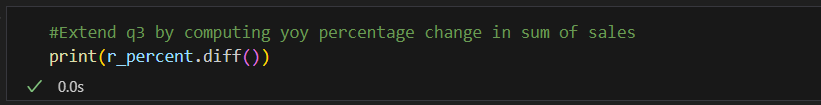 #Extend q3 by computing yoy percentage change in sum of sales
print(r_percent.diff())
0.0s